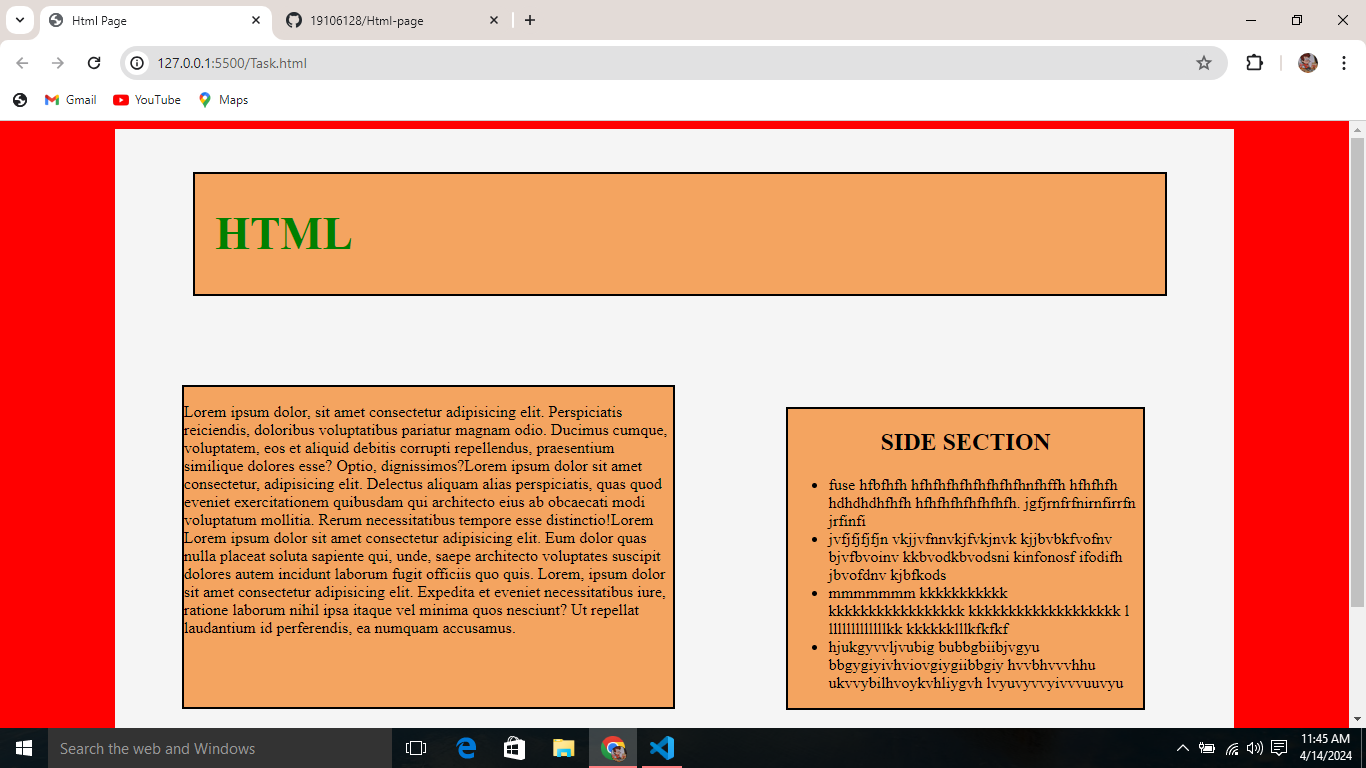 Html Page
19106128/Html-page
127.0.0.1:5500/Task.html
Gmail
YouTube
Maps
HTML
Lorem ipsum dolor, sit amet consectetur adipisicing elit. Perspiciatis
reiciendis, doloribus voluptatibus pariatur magnam odio. Ducimus cumque,
voluptatem, eos et aliquid debitis corrupti repellendus, praesentium
similique dolores esse? Optio, dignissimos?Lorem ipsum dolor sit amet
consectetur, adipisicing elit. Delectus aliquam alias perspiciatis, quas quod
eveniet exercitationem quibusdam qui architecto eius ab obcaecati modi
voluptatum mollitia. Rerum necessitatibus tempore esse distinctio!Lorem
Lorem ipsum dolor sit amet consectetur adipisicing elit. Eum dolor quas
nulla placeat soluta sapiente qui, unde, saepe architecto voluptates suscipit
dolores autem incidunt laborum fugit officiis quo quis. Lorem, ipsum dolor
sit amet consectetur adipisicing elit. Expedita et eveniet necessitatibus iure,
ratione laborum nihil ipsa itaque vel minima quos nesciunt? Ut repellat
laudantium id perferendis, ea numquam accusamus.
SIDE SECTION
fuse hfbfhfh hfhfhfhfhfhfhfhfhnfhffh hfhfhfh
hdhdhdhfhfh hfhfhfhfhfhfhfh. jgfjrnfrfnirnfirrfn
jrfinfi
jvfjfjfjfjn vkjjvfnnvkjfvkjnvk kjjbvbkfvofnv
bjvfbvoinv kkbvodkbvodsni kinfonosf ifodifh
jbvofdnv kjbfkods
mmmmmmm kkkkkkkkkkk
kkkkkkkkkkkkkkkkk kkkkkkkkkkkkkkkkkkk l
lllllllllllllllkk kkkkkklllkfkfkf
hjukgyvvljvubig bubbgbiibjvgyu
bbgygiyivhviovgiygiibbgiy hvvbhvvvhhu
ukvvybilhvoykvhliygvh lvyuvyvvyivvvuuvyu
Search the web and Windows
11:45 AM
4/14/2024